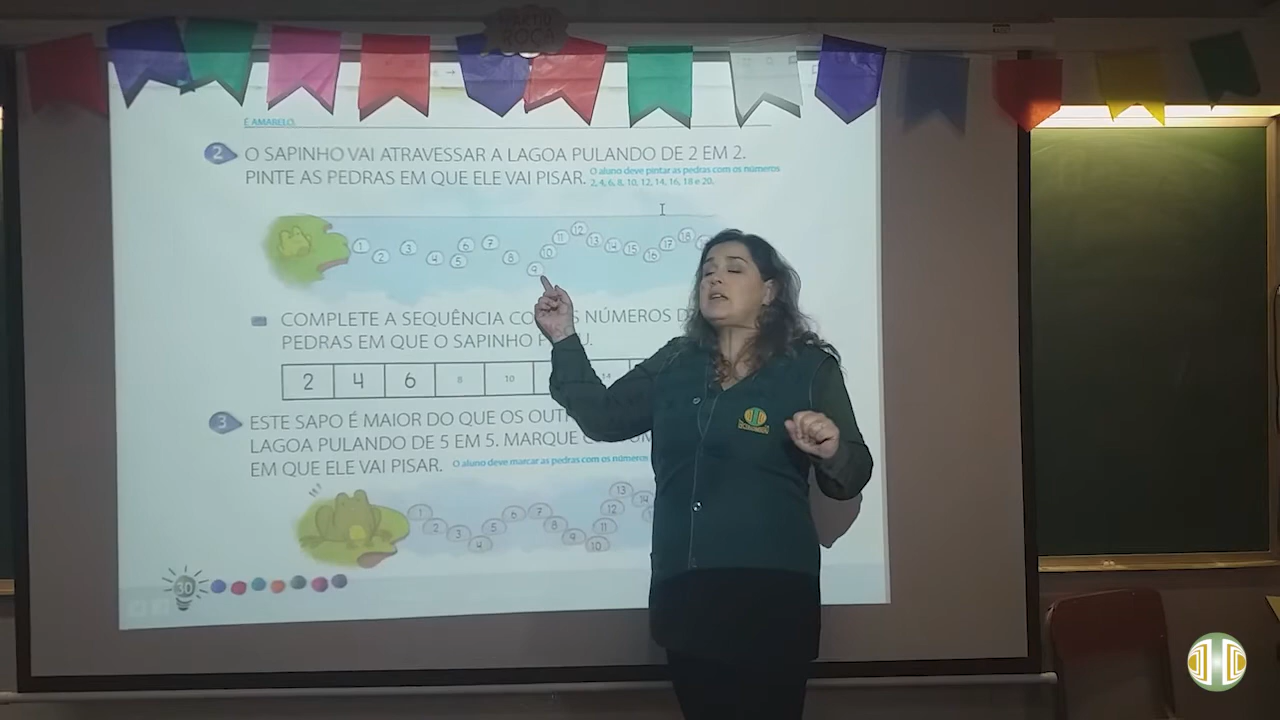 É AMARELO.
2 O SAPINHO VAI ATRAVESSAR A LAGOA PULANDO DE 2 EM 2.
PINTE AS PEDRAS EM QUE ELE VAI PISAR. O aluno deve pintar as pedras com os números
2, 4, 6, 8, 10, 12, 14, 16, 18 e 20.
1 2 3 4 5 6 7 8 9 10 11 12 13 14 15 16 17 18
COMPLETE A SEQUÊNCIA NÚMEROS
PEDRAS EM QUE O SAPINHO
2 4 6 8 10 14
3 ESTE SAPO É MAIOR DO QUE OS
LAGOA PULANDO DE 5 EM 5. MARQUE
EM QUE ELE VAI PISAR. O aluno deve marcar as pedras com os números
1 2 3 4 5 6 7 8 9 10 11 12 13 14
30